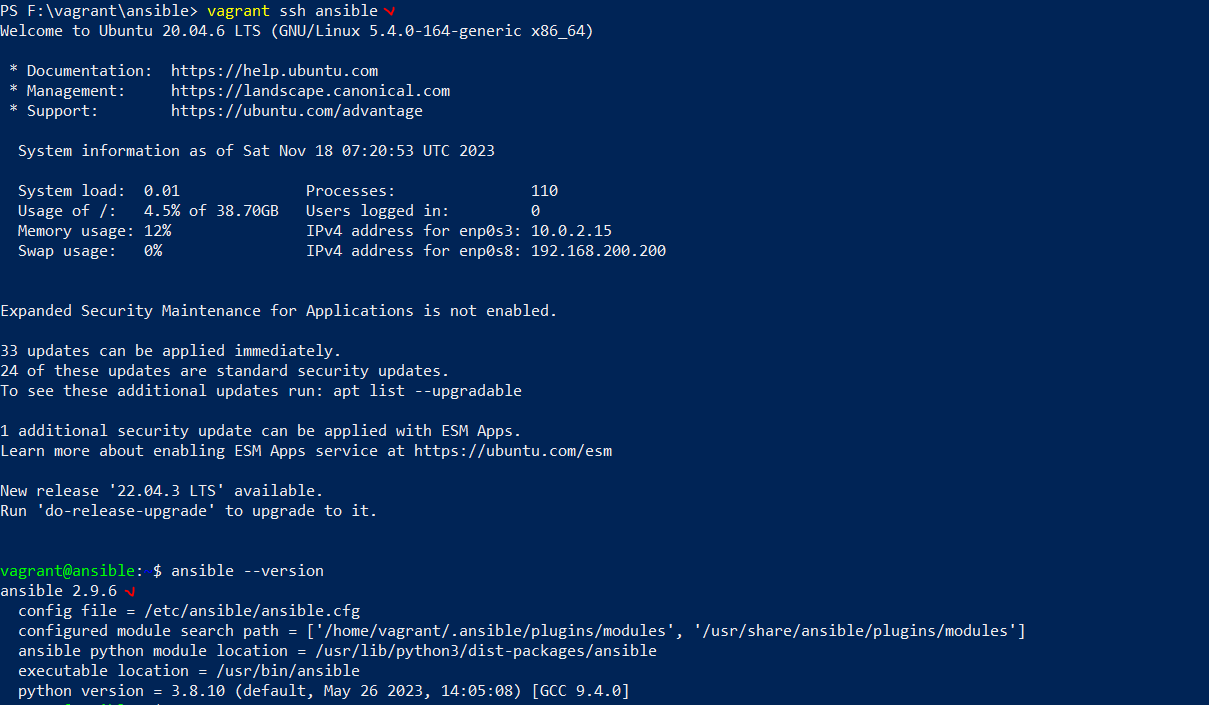 PS F:\vagrant\ansible> vagrant ssh ansible
Welcome to Ubuntu 20.04.6 LTS (GNU/Linux 5.4.0-164-generic x86_64)
* Documentation:  https://help.ubuntu.com
* Management:     https://landscape.canonical.com
* Support:        https://ubuntu.com/advantage
System information as of Sat Nov 18 07:20:53 UTC 2023
System load:  0.01              Processes:               110
Usage of /:   4.5% of 38.70GB   Users logged in:         0
Memory usage: 12%               IPv4 address for enp0s3: 10.0.2.15
Swap usage:   0%                IPv4 address for enp0s8: 192.168.200.200
Expanded Security Maintenance for Applications is not enabled.
33 updates can be applied immediately.
24 of these updates are standard security updates.
To see these additional updates run: apt list --upgradable
1 additional security update can be applied with ESM Apps.
Learn more about enabling ESM Apps service at https://ubuntu.com/esm
New release '22.04.3 LTS' available.
Run 'do-release-upgrade' to upgrade to it.
vagrant@ansible:~$ ansible --version
ansible 2.9.6
config file = /etc/ansible/ansible.cfg
configured module search path = ['/home/vagrant/.ansible/plugins/modules', '/usr/share/ansible/plugins/modules']
ansible python module location = /usr/lib/python3/dist-packages/ansible
executable location = /usr/bin/ansible
python version = 3.8.10 (default, May 26 2023, 14:05:08) [GCC 9.4.0]